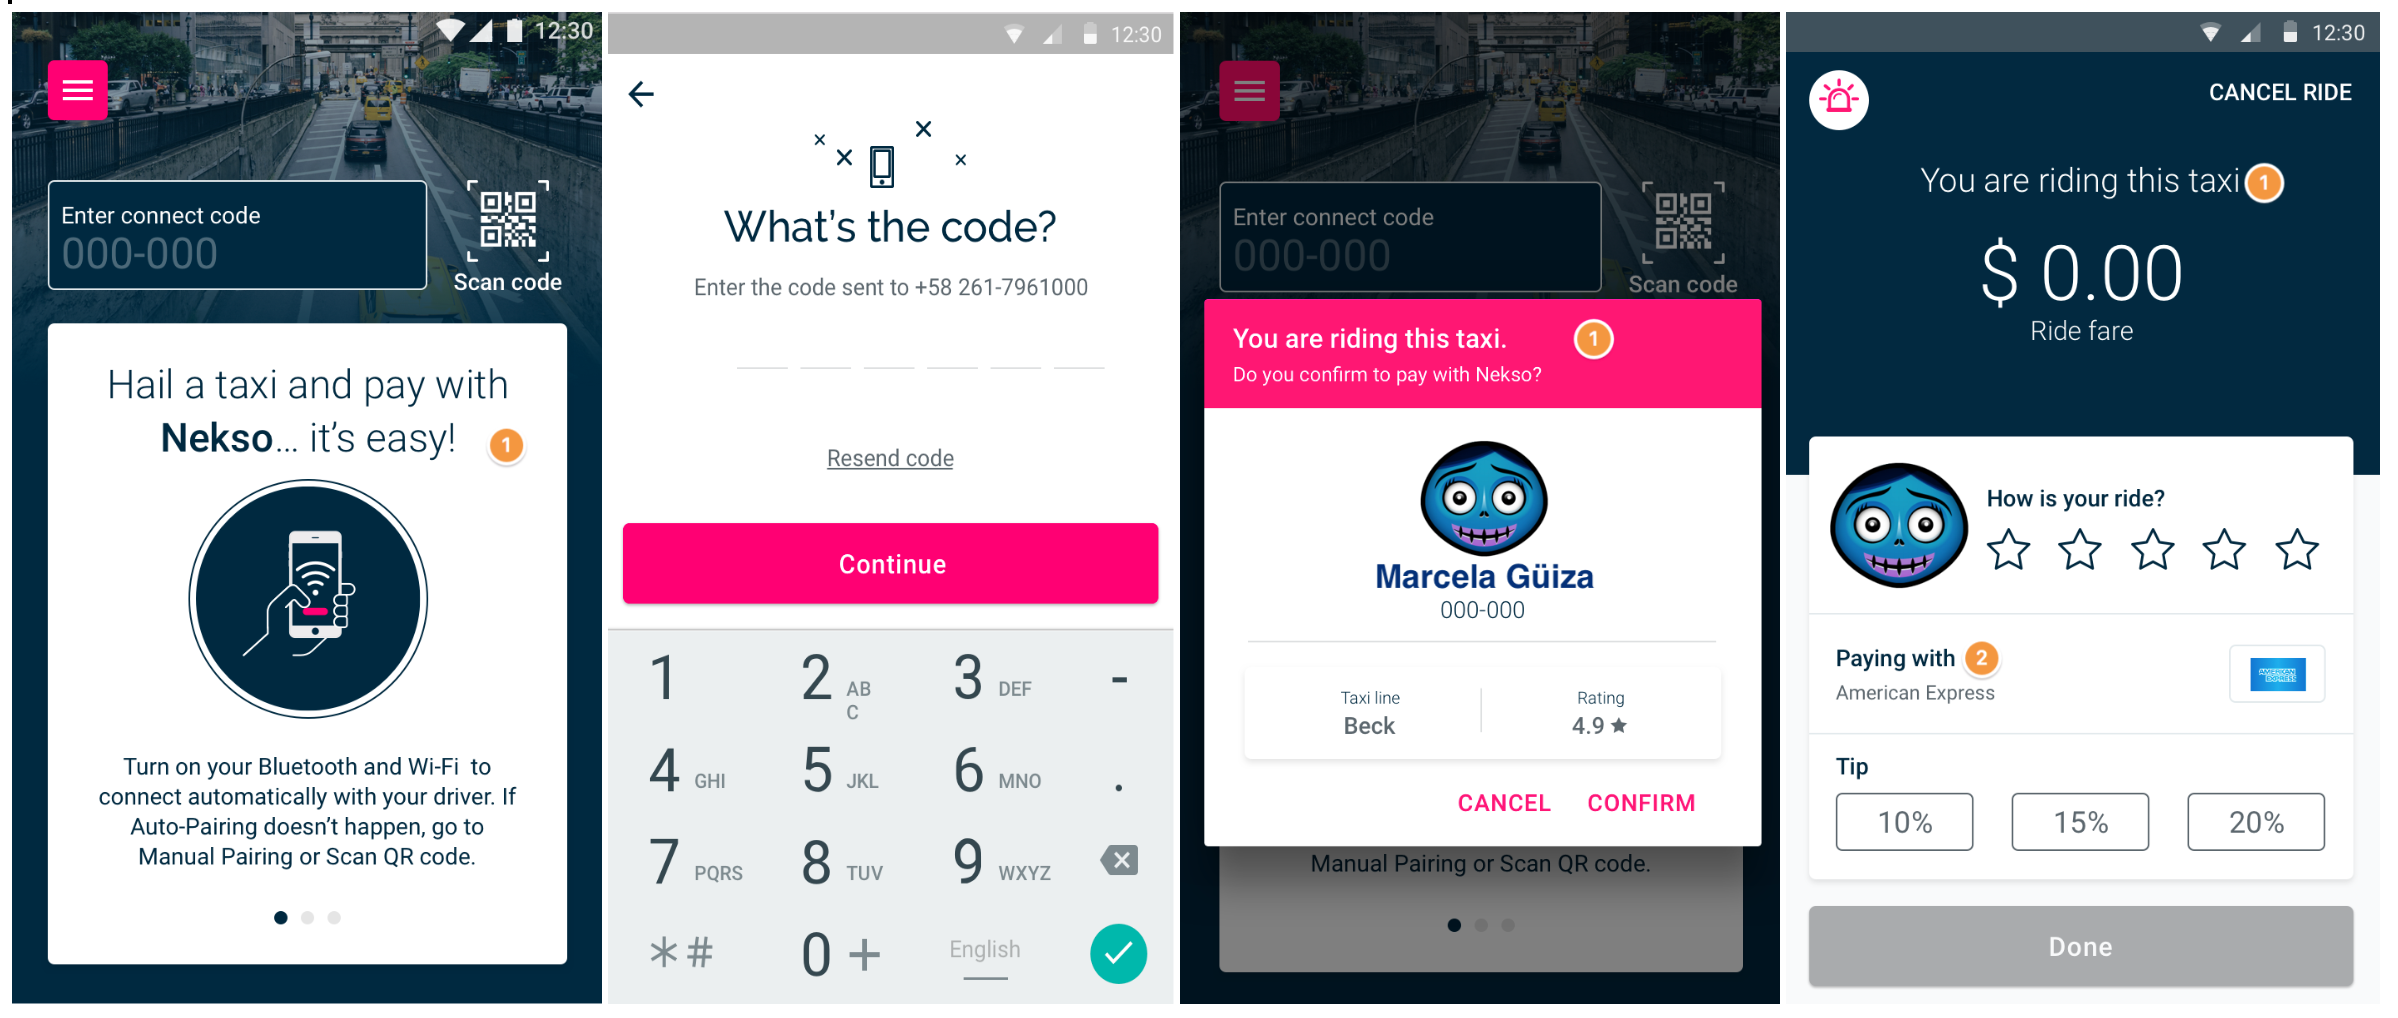 12:30
Enter connect code
000-000
Scan code
Hail a taxi and pay with
Nekso... it's easy!
1
Turn on your Bluetooth and Wi-Fi to
connect automatically with your driver. If
Auto-Pairing doesn't happen, go to
Manual Pairing or Scan QR code.
12:30
What's the code?
Enter the code sent to +58 261-7961000
Resend code
Continue
1
2 ABC
3 DEF
-
4 GHI
5 JKL
6 MNO
.
7 PQRS
8 TUV
9 WXYZ
*#
0 +
English
Enter connect code
000-000
Scan code
You are riding this taxi.
1
Do you confirm to pay with Nekso?
Marcela Güiza
000-000
Taxi line
Beck
Rating
4.9 ★
CANCEL CONFIRM
Manual Pairing or Scan QR code.
12:30
CANCEL RIDE
You are riding this taxi
1
$ 0.00
Ride fare
How is your ride?
Paying with
2
American Express
AMERICAN
EXPRESS
Tip
10% 15% 20%
Done